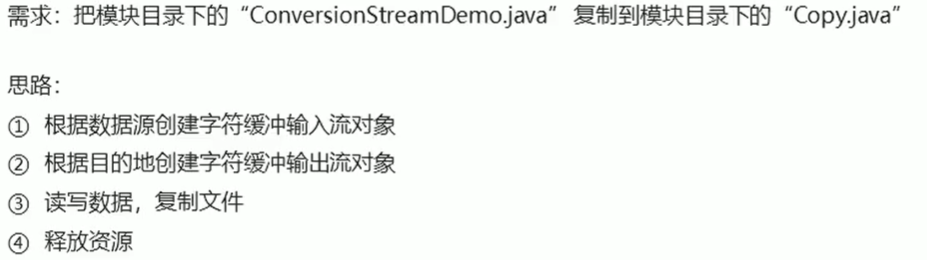 需求：把模块目录下的“ConversionStreamDemo.java” 复制到模块目录下的“Copy.java”
思路：
① 根据数据源创建字符缓冲输入流对象
② 根据目的地创建字符缓冲输出流对象
③ 读写数据，复制文件
④ 释放资源